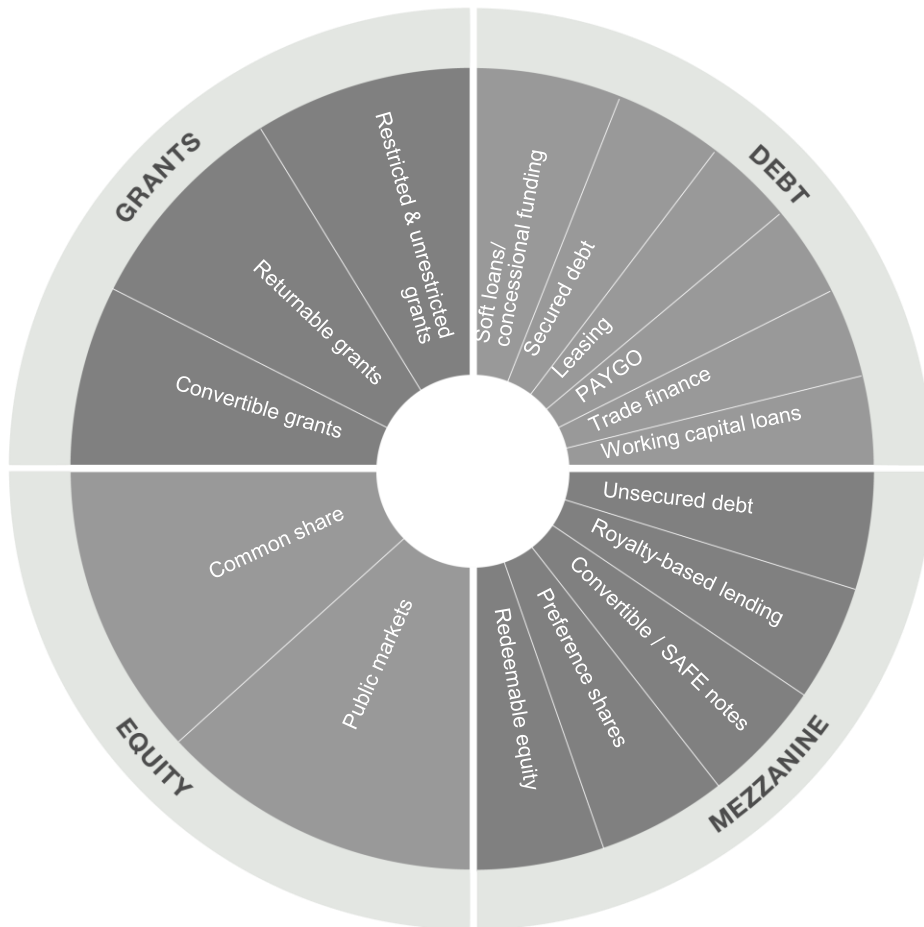 GRANTS
Restricted & unrestricted
grants
Returnable grants
Convertible grants
DEBT
Soft loans/
concessional funding
Secured debt
Leasing
PAYGO
Trade finance
Working capital loans
MEZZANINE
Unsecured debt
Royalty-based lending
Convertible / SAFE notes
Preference shares
Redeemable equity
EQUITY
Public markets
Common share